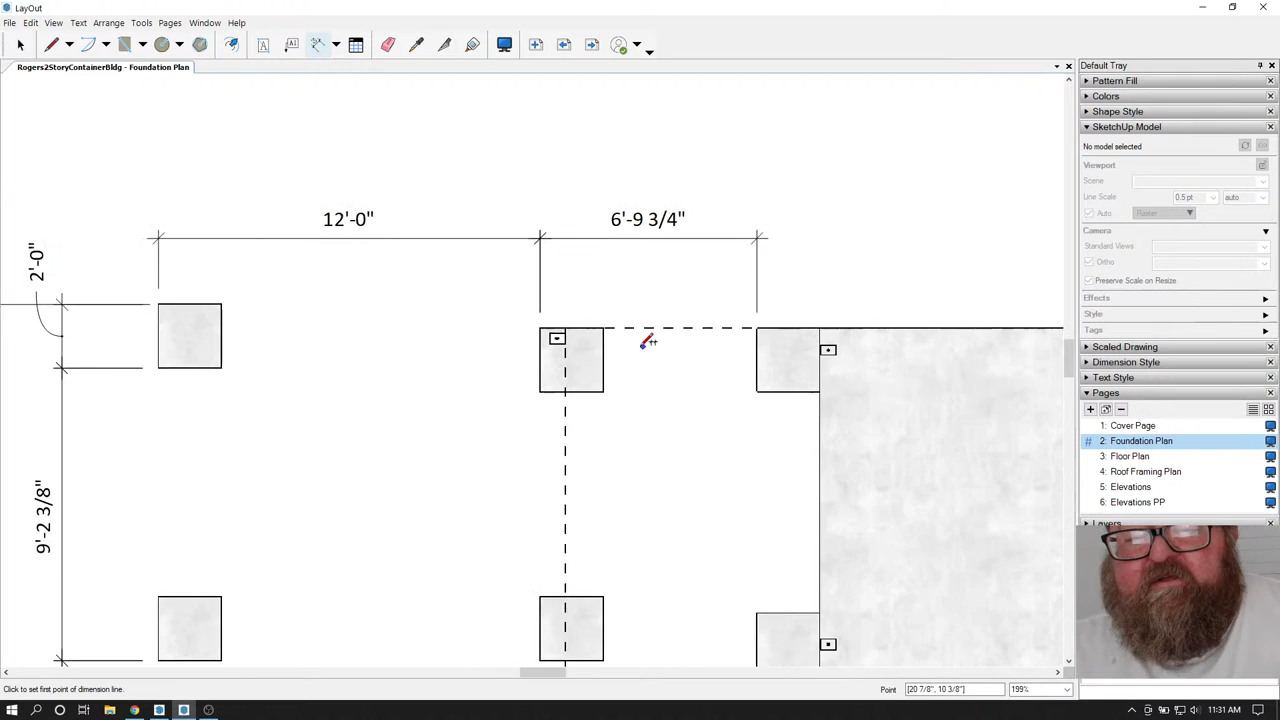 LayOut
File Edit View Text Arrange Tools Pages Window Help
Rogers2StoryContainerBldg - Foundation Plan
Default Tray
Pattern Fill
Colors
Shape Style
SketchUp Model
No model selected
Viewport
Scene
Line Scale 0.5 pt auto
Auto Raster
Camera
Standard Views
Ortho
Preserve Scale on Resize
Effects
Style
Tags
Scaled Drawing
Dimension Style
Text Style
Pages
1: Cover Page
# 2: Foundation Plan
3: Floor Plan
4: Roof Framing Plan
5: Elevations
6: Elevations PP
Layers
12'-0" 6'-9 3/4"
2'-0"
9'-2 3/8"
Click to set first point of dimension line. Point [20 7/8", 10 3/8"] 199%
11:31 AM